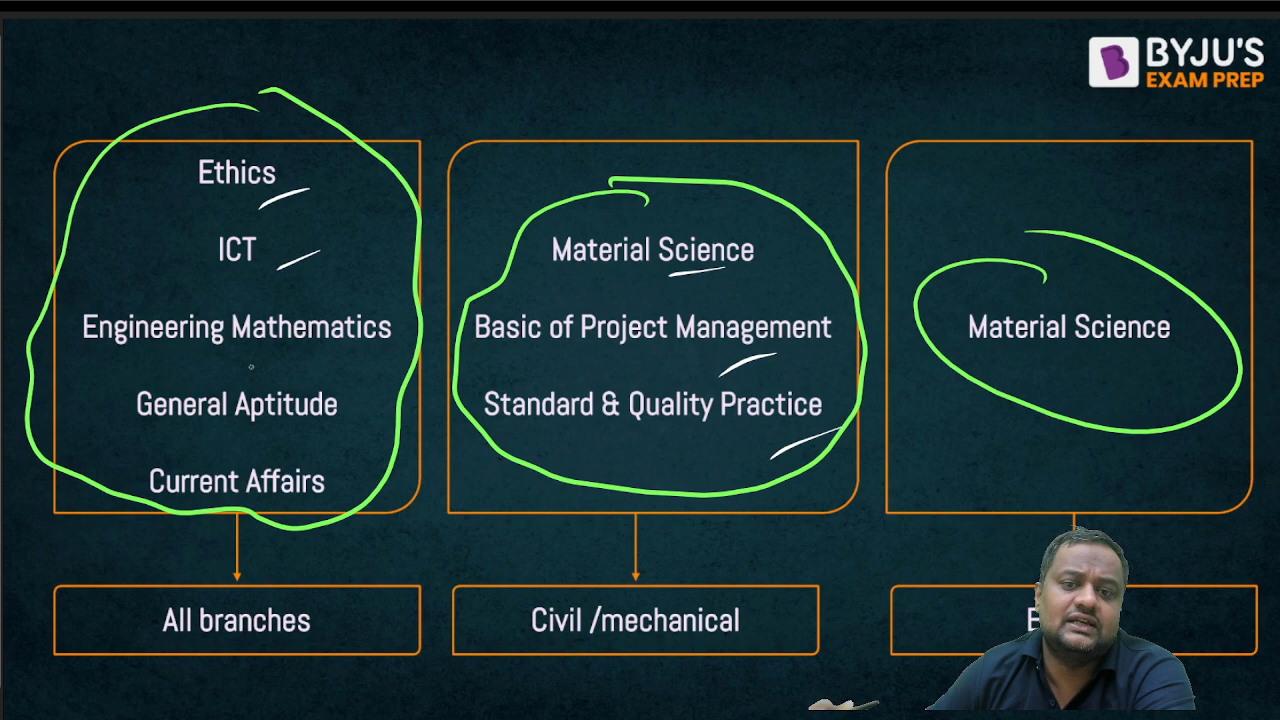 BYJU'S
EXAM PREP
Ethics
ICT
Engineering Mathematics
General Aptitude
Current Affairs
All branches
Material Science
Basic of Project Management
Standard & Quality Practice
Civil /mechanical
Material Science